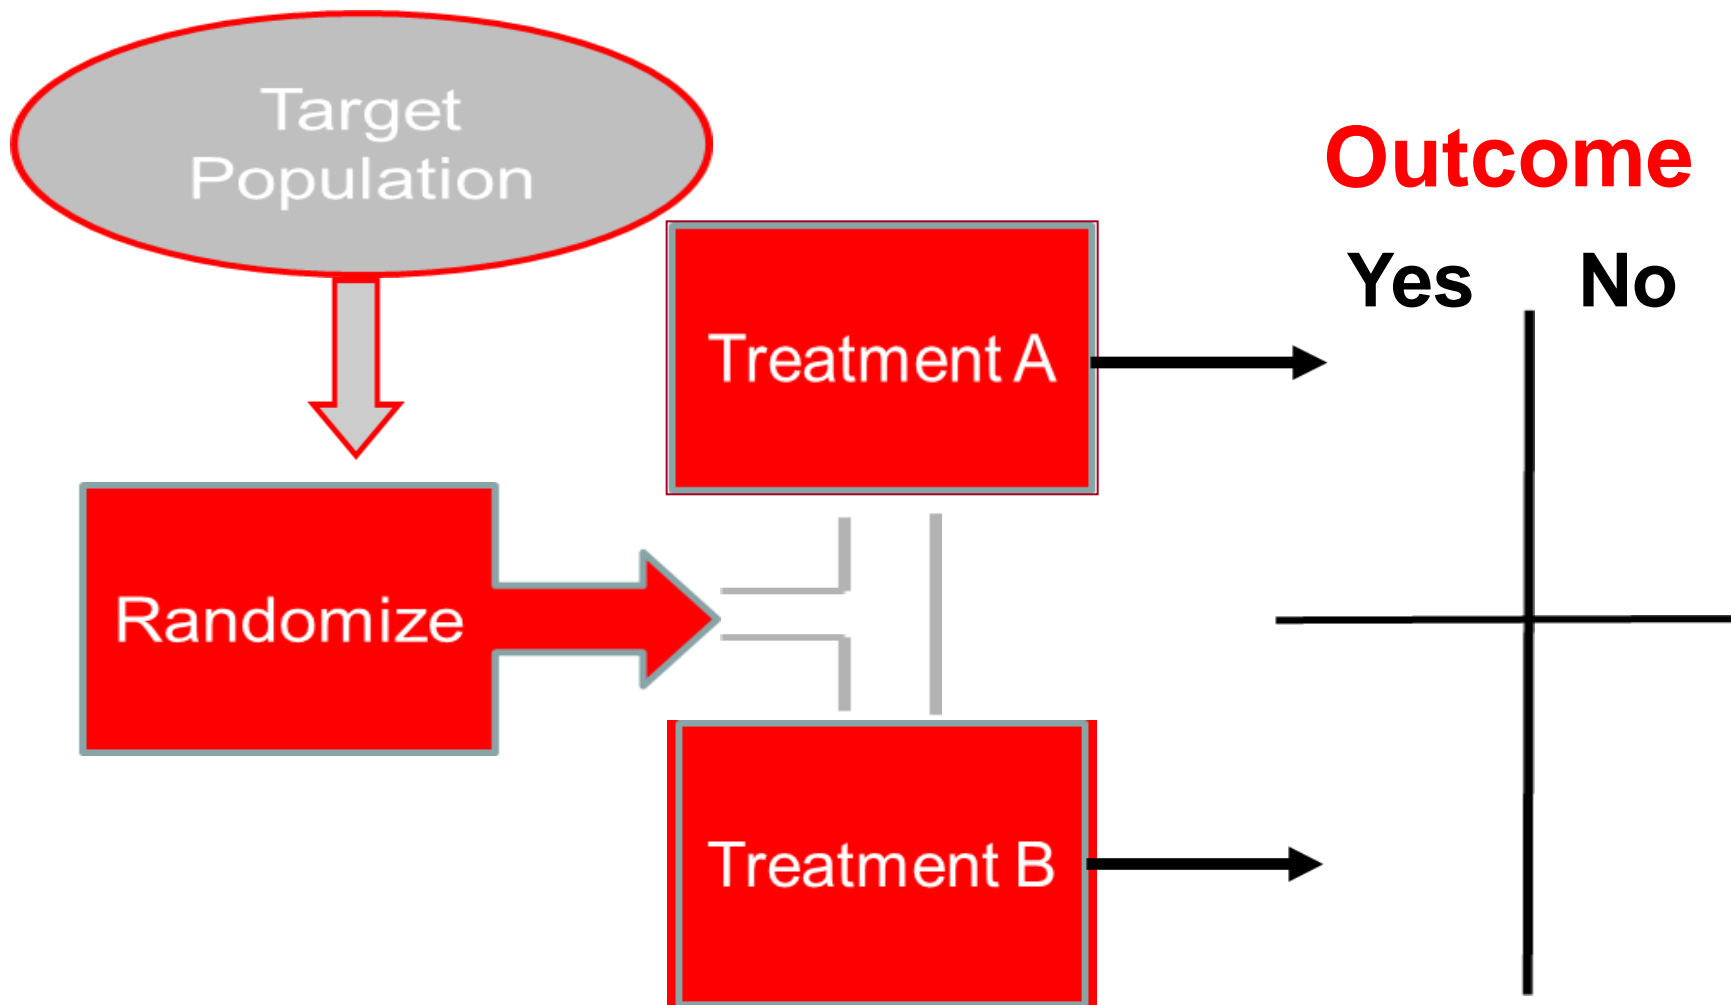 Target
Population
Outcome
Yes No
Treatment A
Randomize
Treatment B